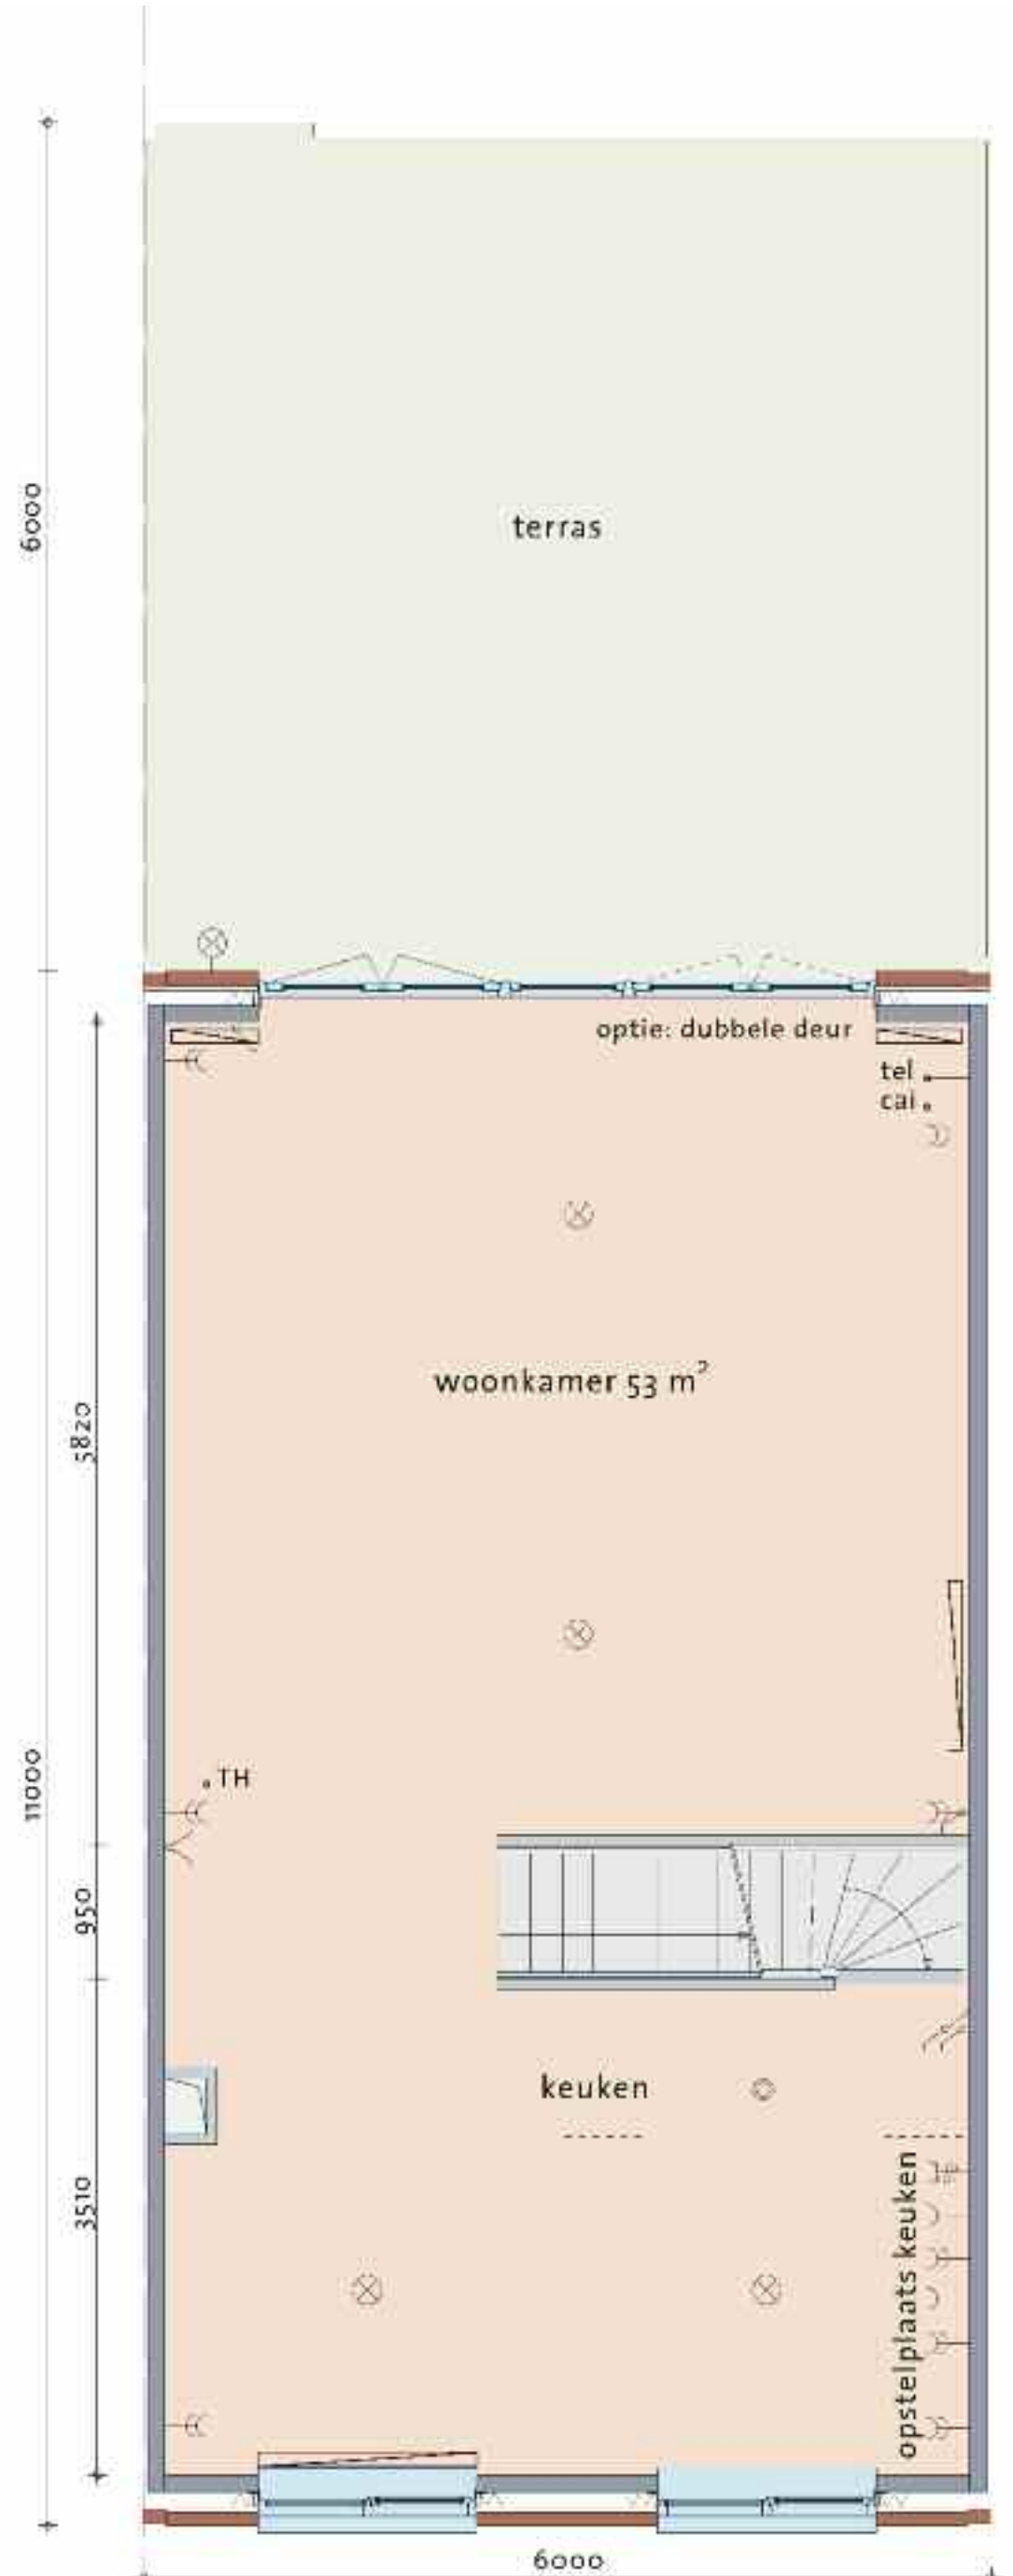 6000
terras
optie: dubbele deur
tel
cai
woonkamer 53 m²
5820
11000
TH
950
keuken
3510
opstelplaats keuken
6000